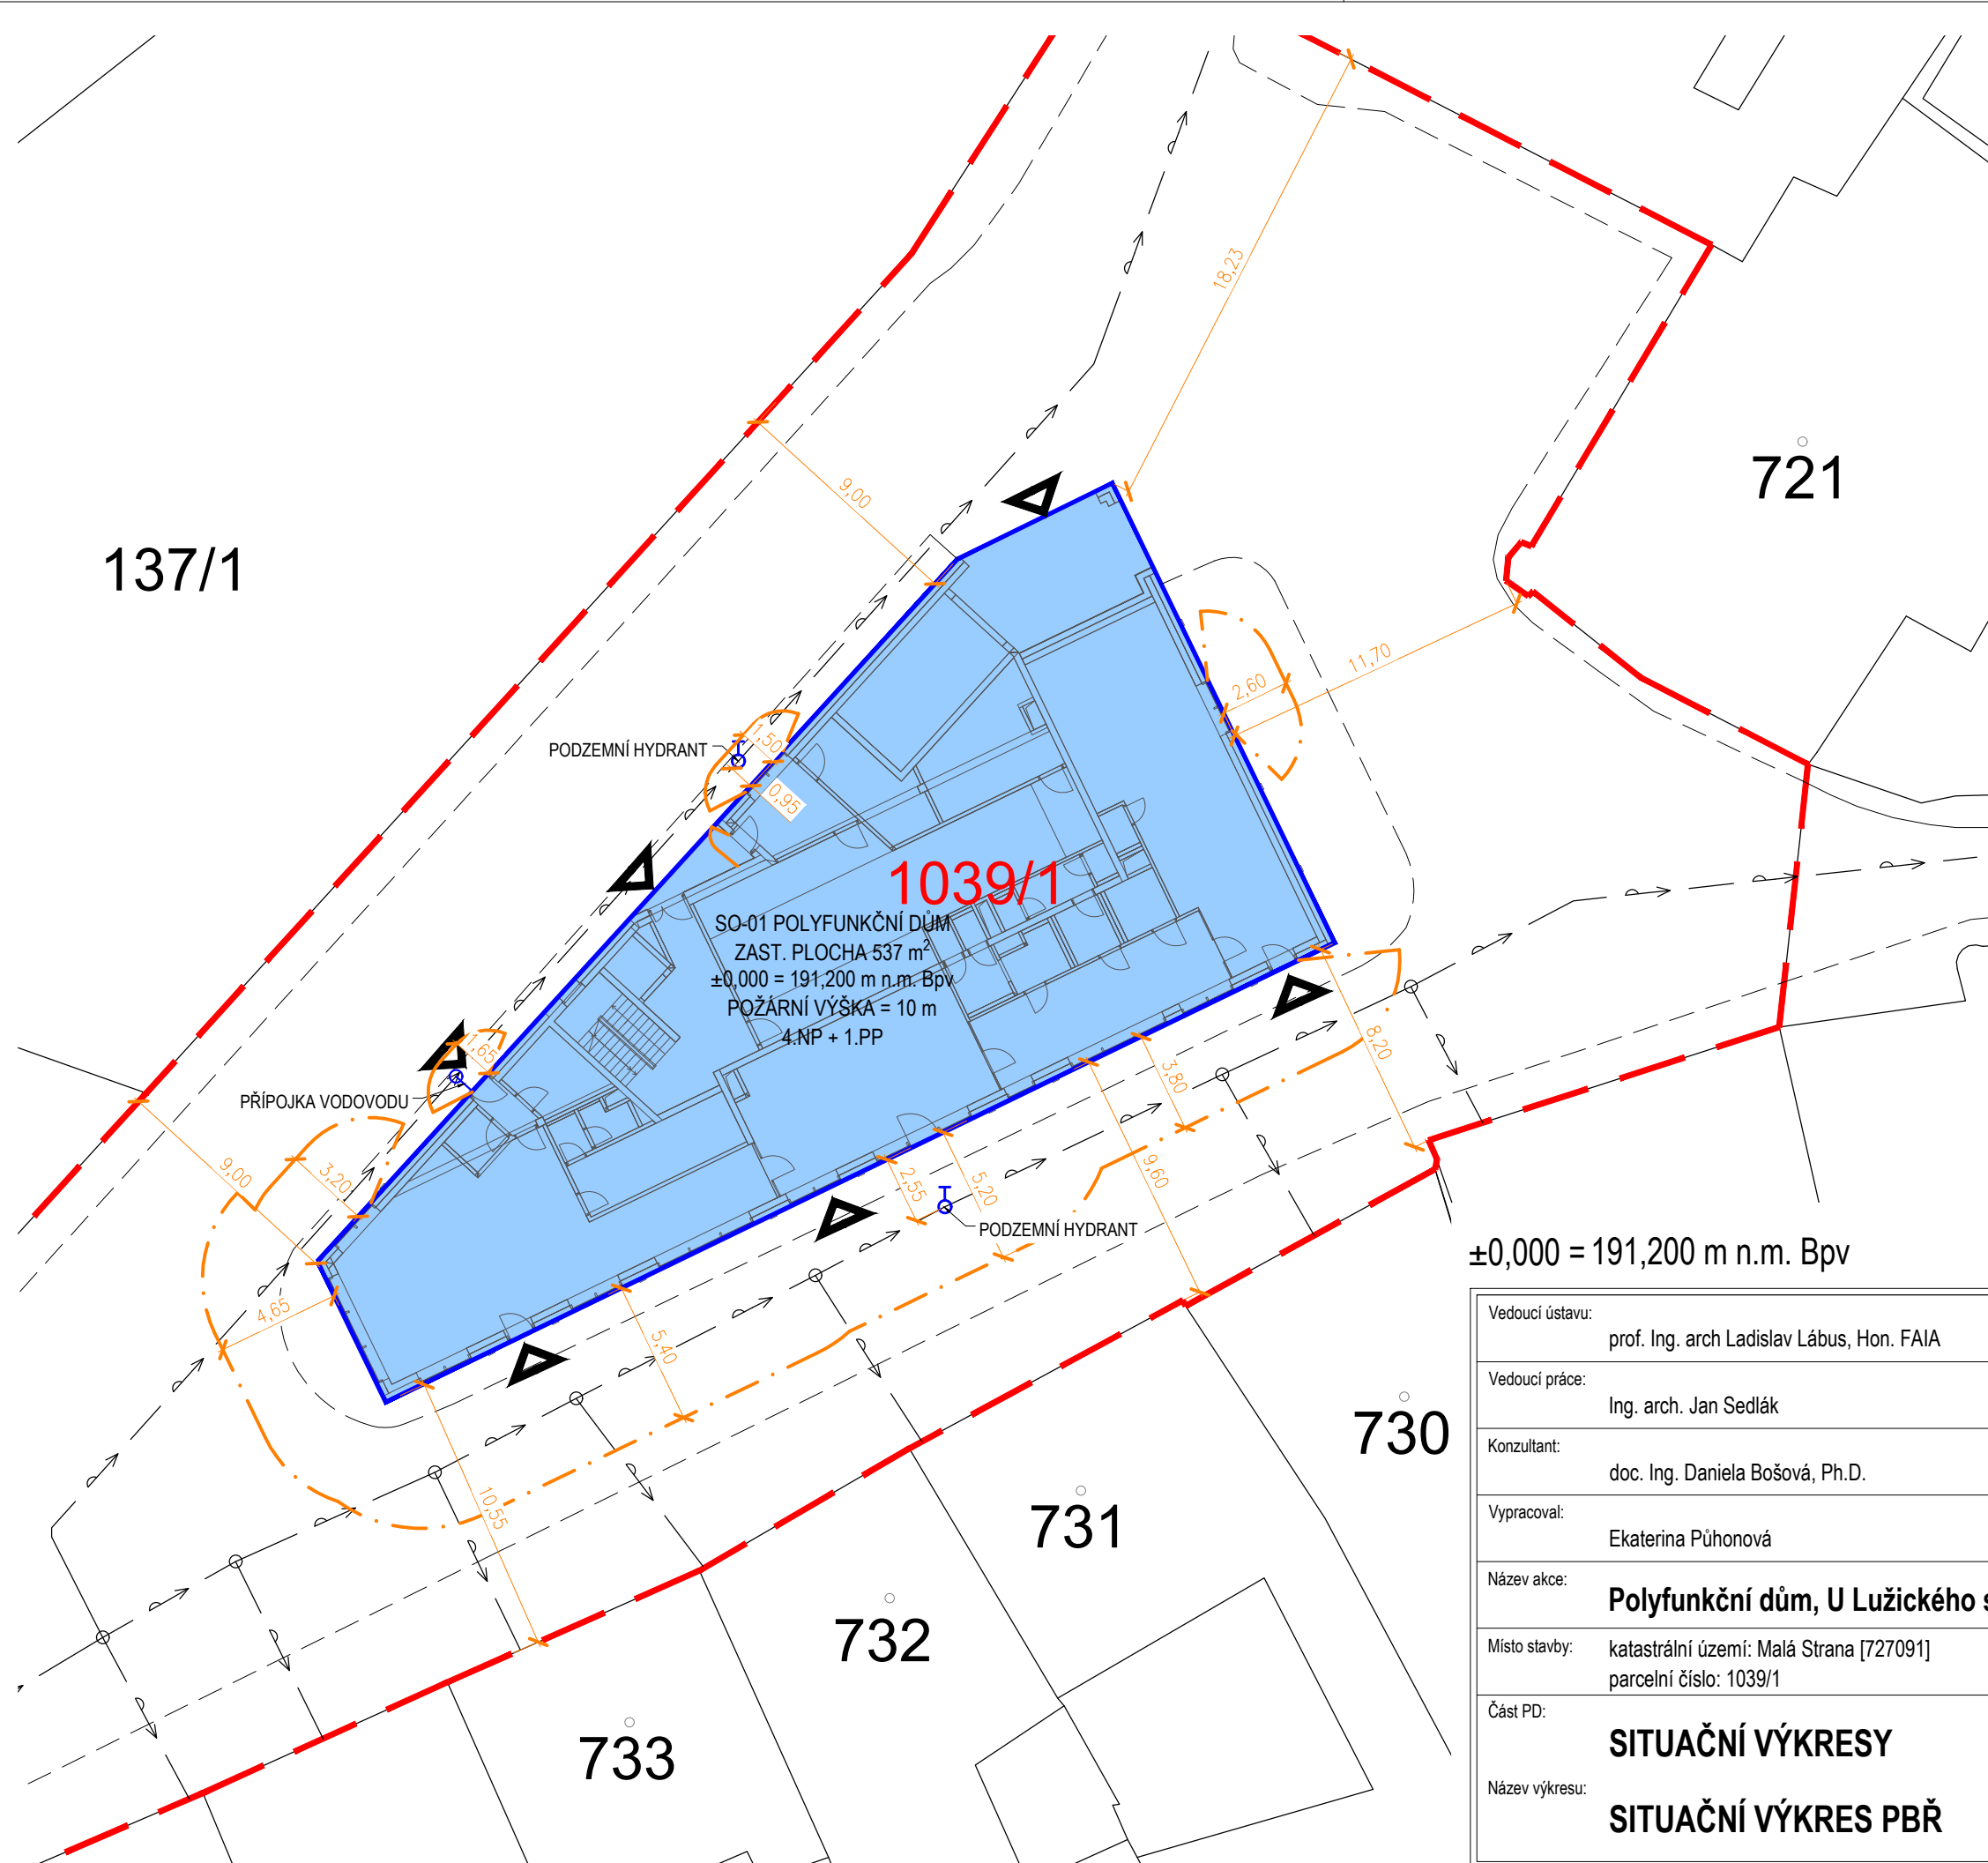 18,23
9,00
721
137/1
11,70
2,60
1,50
PODZEMNÍ HYDRANT
0,95
1039/1
SO-01 POLYFUNKČNÍ DŮM
ZAST. PLOCHA 537 m²
±0,000 = 191,200 m n.m. Bpv
POŽÁRNÍ VÝŠKA = 10 m
4.NP + 1.PP
1,65
PŘÍPOJKA VODOVODU
8,20
3,80
9,60
9,00
3,20
2,55
5,20
PODZEMNÍ HYDRANT
4,65
5,40
10,55
730
731
732
733
±0,000 = 191,200 m n.m. Bpv
Vedoucí ústavu:
prof. Ing. arch Ladislav Lábus, Hon. FAIA
Vedoucí práce:
Ing. arch. Jan Sedlák
Konzultant:
doc. Ing. Daniela Bošová, Ph.D.
Vypracoval:
Ekaterina Půhonová
Název akce:
Polyfunkční dům, U Lužického s
Místo stavby:
katastrální území: Malá Strana [727091]
parcelní číslo: 1039/1
Část PD:
SITUAČNÍ VÝKRESY
Název výkresu:
SITUAČNÍ VÝKRES PBŘ